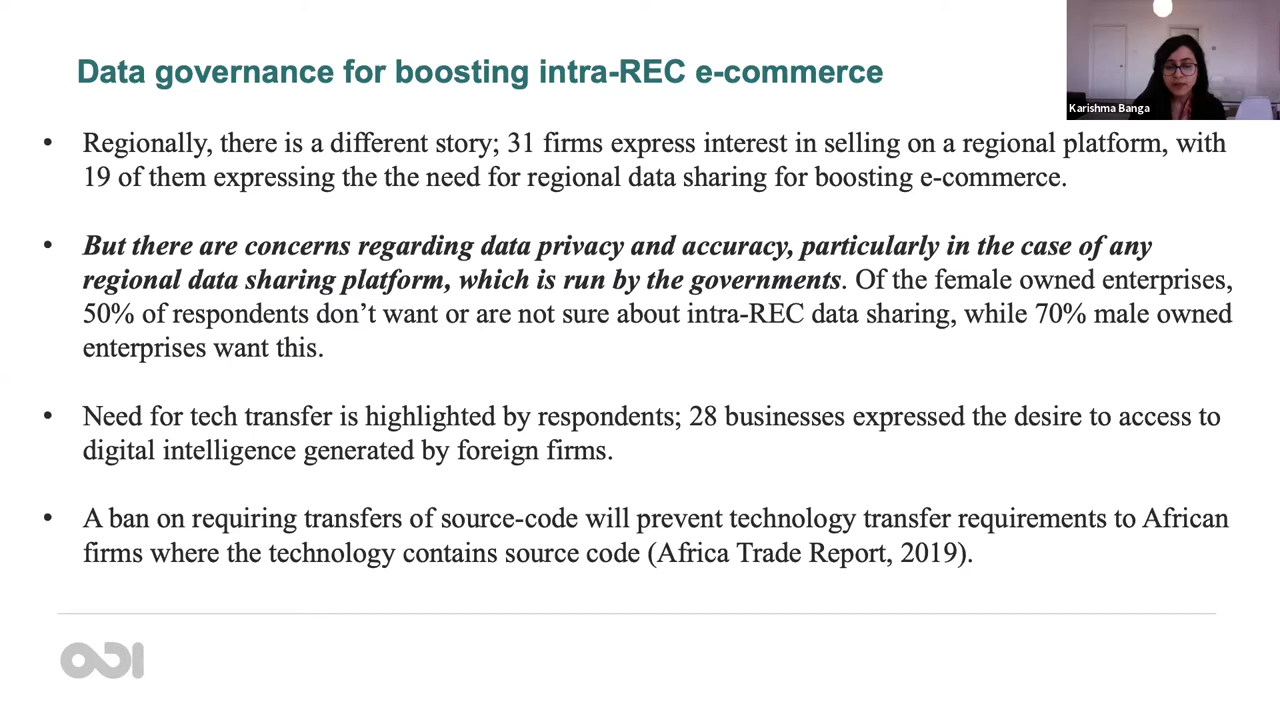 Data governance for boosting intra-REC e-commerce
Karishma Banga
• Regionally, there is a different story; 31 firms express interest in selling on a regional platform, with
19 of them expressing the the need for regional data sharing for boosting e-commerce.
• But there are concerns regarding data privacy and accuracy, particularly in the case of any
regional data sharing platform, which is run by the governments. Of the female owned enterprises,
50% of respondents don’t want or are not sure about intra-REC data sharing, while 70% male owned
enterprises want this.
• Need for tech transfer is highlighted by respondents; 28 businesses expressed the desire to access to
digital intelligence generated by foreign firms.
• A ban on requiring transfers of source-code will prevent technology transfer requirements to African
firms where the technology contains source code (Africa Trade Report, 2019).
ODI